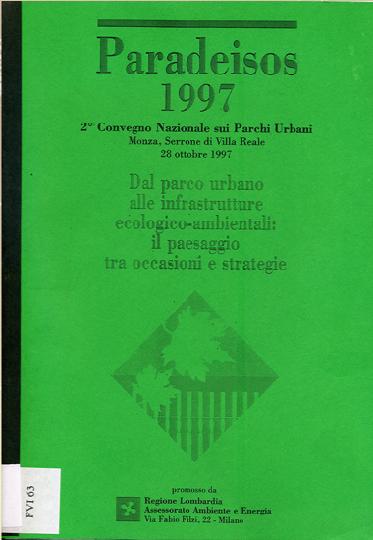 Paradeisos
1997
2° Convegno Nazionale sui Parchi Urbani
Monza, Serrone di Villa Reale
28 ottobre 1997
Dal parco urbano
alle infrastrutture
ecologico-ambientali:
il paesaggio
tra occasioni e strategie
promosso da
Regione Lombardia
Assessorato Ambiente e Energia
Via Fabio Filzi, 22 - Milano
FVI 63